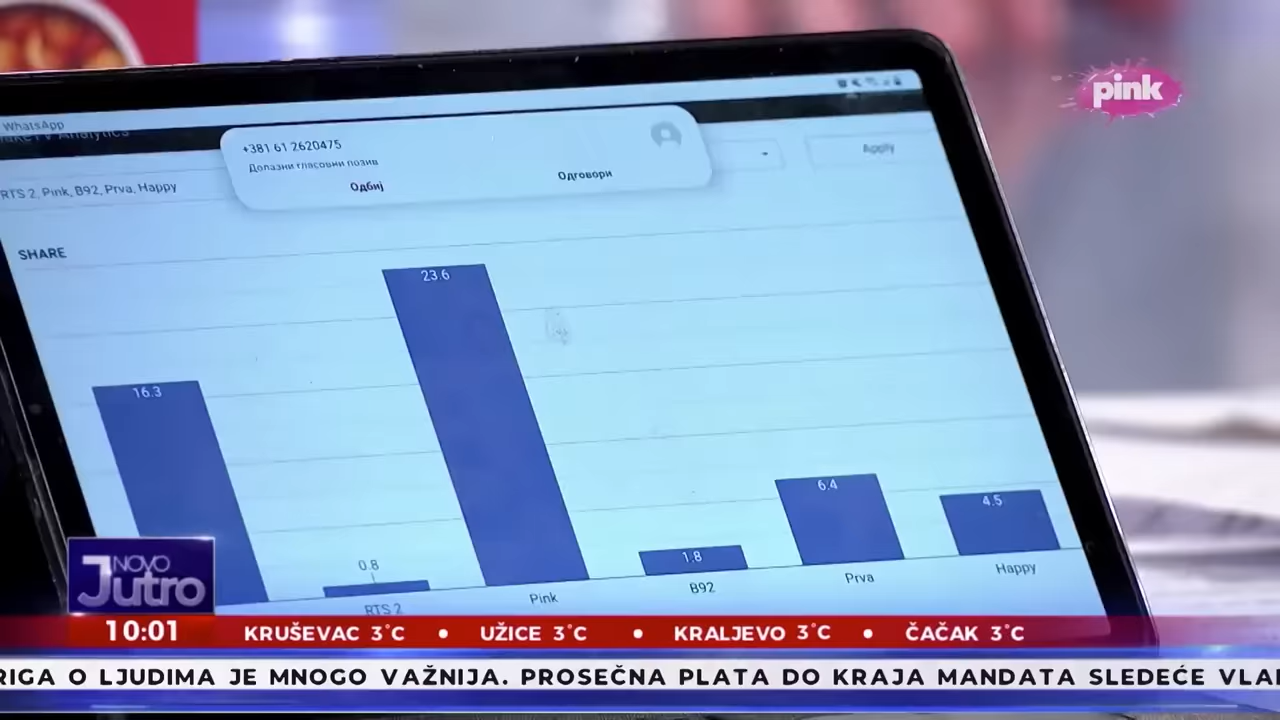 pink
WhatsApp
TV Analytics
+381 61 2620475
Долазни гласовни позив
Одбиј
Одговори
Apply
RTS 2, Pink, B92, Prva, Happy
SHARE
23.6
16.3
6.4
4.5
1.8
0.8
RTS 2
Pink
B92
Prva
Happy
NOVO
Jutro
10:01 KRUŠEVAC 3°C • UŽICE 3°C • KRALJEVO 3°C • ČAČAK 3°C
RIGA O LJUDIMA JE MNOGO VAŽNIJA. PROSEČNA PLATA DO KRAJA MANDATA SLEDEĆE VLA